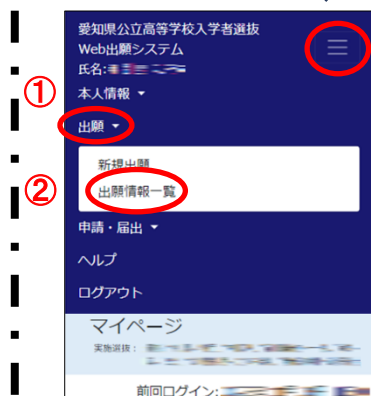 愛知県公立高等学校入学者選抜
Web出願システム
氏名:
①
本人情報
出願
新規出願
②
出願情報一覧
申請・届出
ヘルプ
ログアウト
マイページ
実施選抜：
前回ログイン: